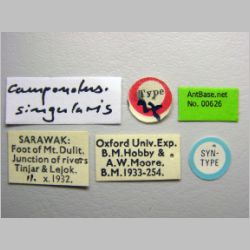 camponotus.
singularis
Type
AntBase.net
No. 00626
SARAWAK:
Foot of Mt. Dulit.
Junction of rivers
Tinjar & Lejok.
x.1932.
Oxford Univ. Exp.
B.M. Hobby &
A.W. Moore.
B.M. 1933-254.
SYN-
TYPE